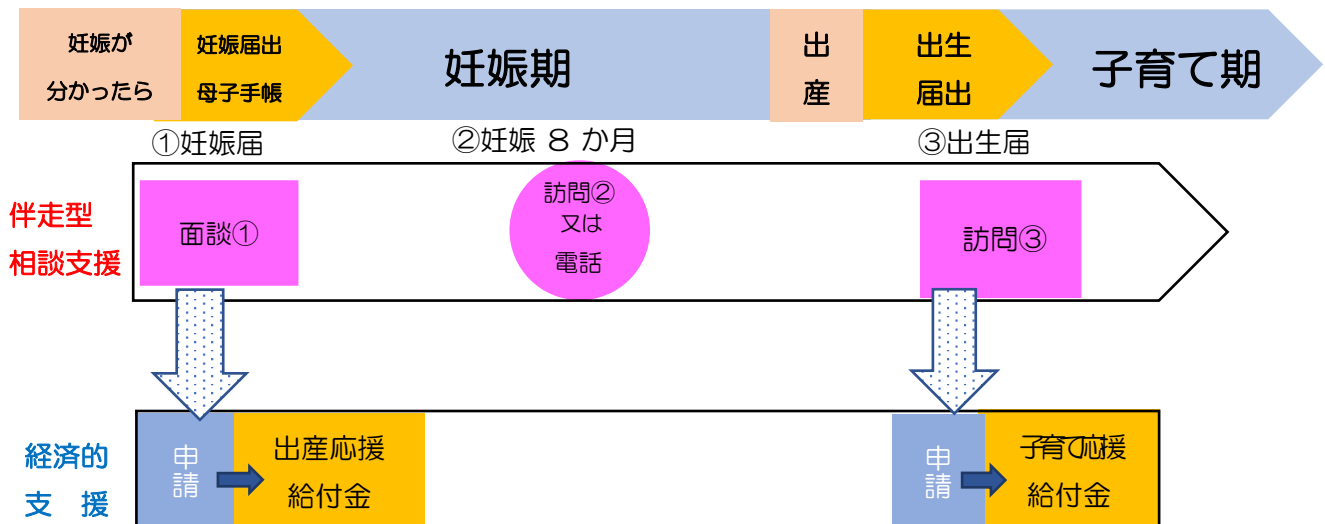 妊娠が
分かったら
妊娠届出
母子手帳
妊娠期
出
産
出生
届出
子育て期
①妊娠届
②妊娠 8 か月
③出生届
伴走型
相談支援
面談①
訪問②
又は
電話
訪問③
経済的
支 援
申
請
出産応援
給付金
申
請
子育て応援
給付金